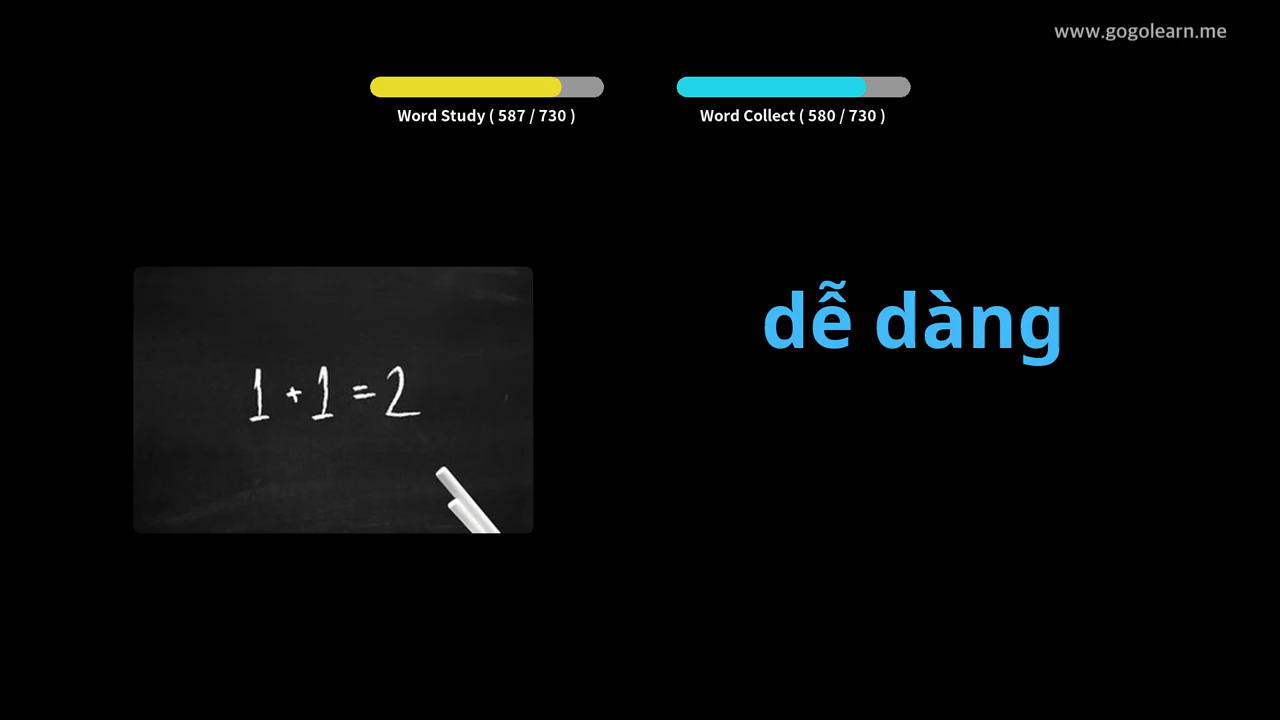 www.gogolearn.me
Word Study ( 587 / 730 )
Word Collect ( 580 / 730 )
dễ dàng
1 + 1 = 2